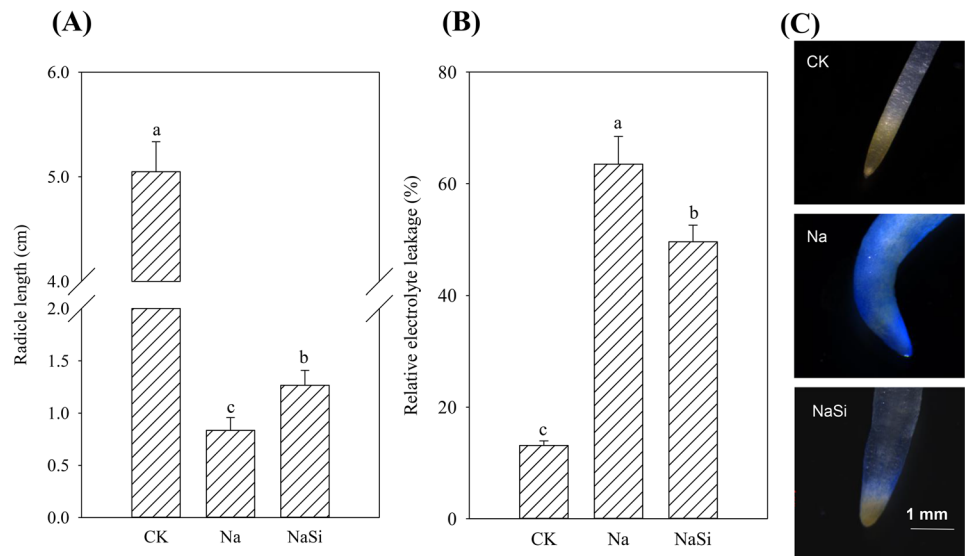 (A)
6.0
5.0
4.0
2.0
1.5
1.0
0.5
0.0
Radicle length (cm)
a
c
b
CK
Na
NaSi
(B)
80
60
40
20
0
Relative electrolyte leakage (%)
c
a
b
CK
Na
NaSi
(C)
CK
Na
NaSi
1 mm